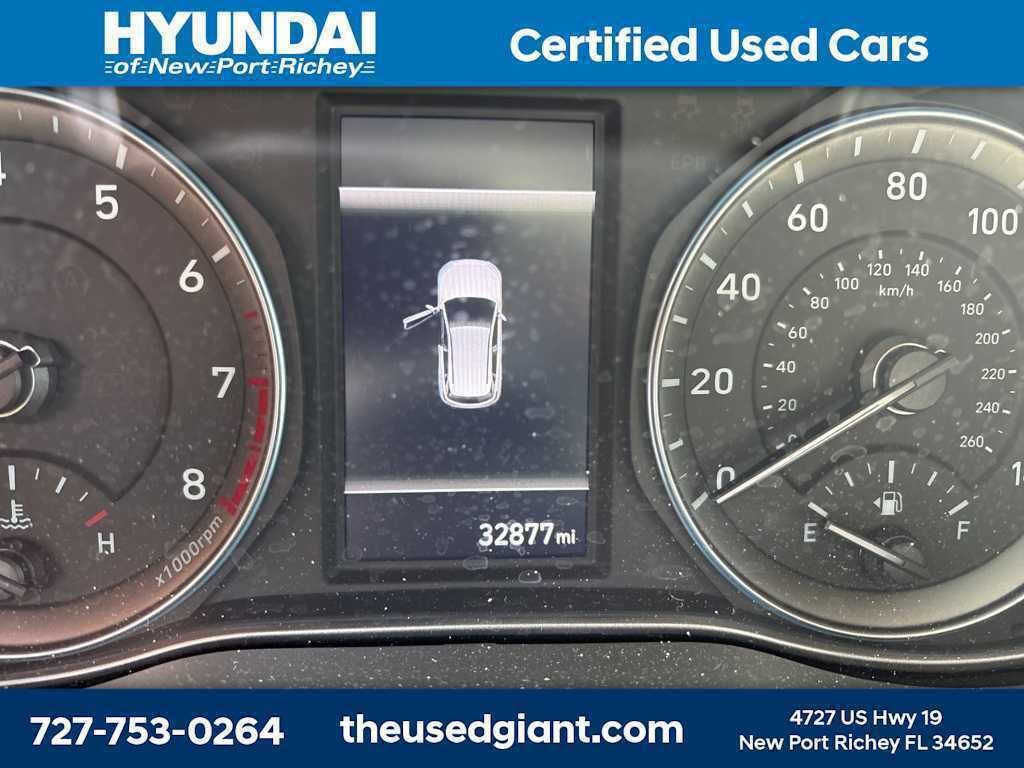 HYUNDAI
of New Port Richey
Certified Used Cars
5
6
7
8
x1000rpm
H
32877 mi
0
20
40
60
80
100
20
40
60
80
100
120
140
160
180
200
220
240
260
km/h
E
F
727-753-0264
theusedgiant.com
4727 US Hwy 19
New Port Richey FL 34652